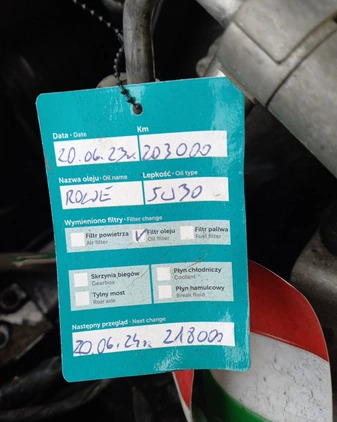 Data - Date Km
20.06.23r. 203000
Nazwa oleju - Oil name Lepkość - Oil type
ROWE 5W30
Wymieniono filtry - Filter change
Filtr powietrza Filtr oleju Filtr paliwa
Air filter Oil filter Fuel filter
Skrzynia biegów Płyn chłodniczy
Gearbox Coolant
Tylny most Płyn hamulcowy
Rear axle Break fluid
Następny przegląd - Next change
20.06.24r. 218000